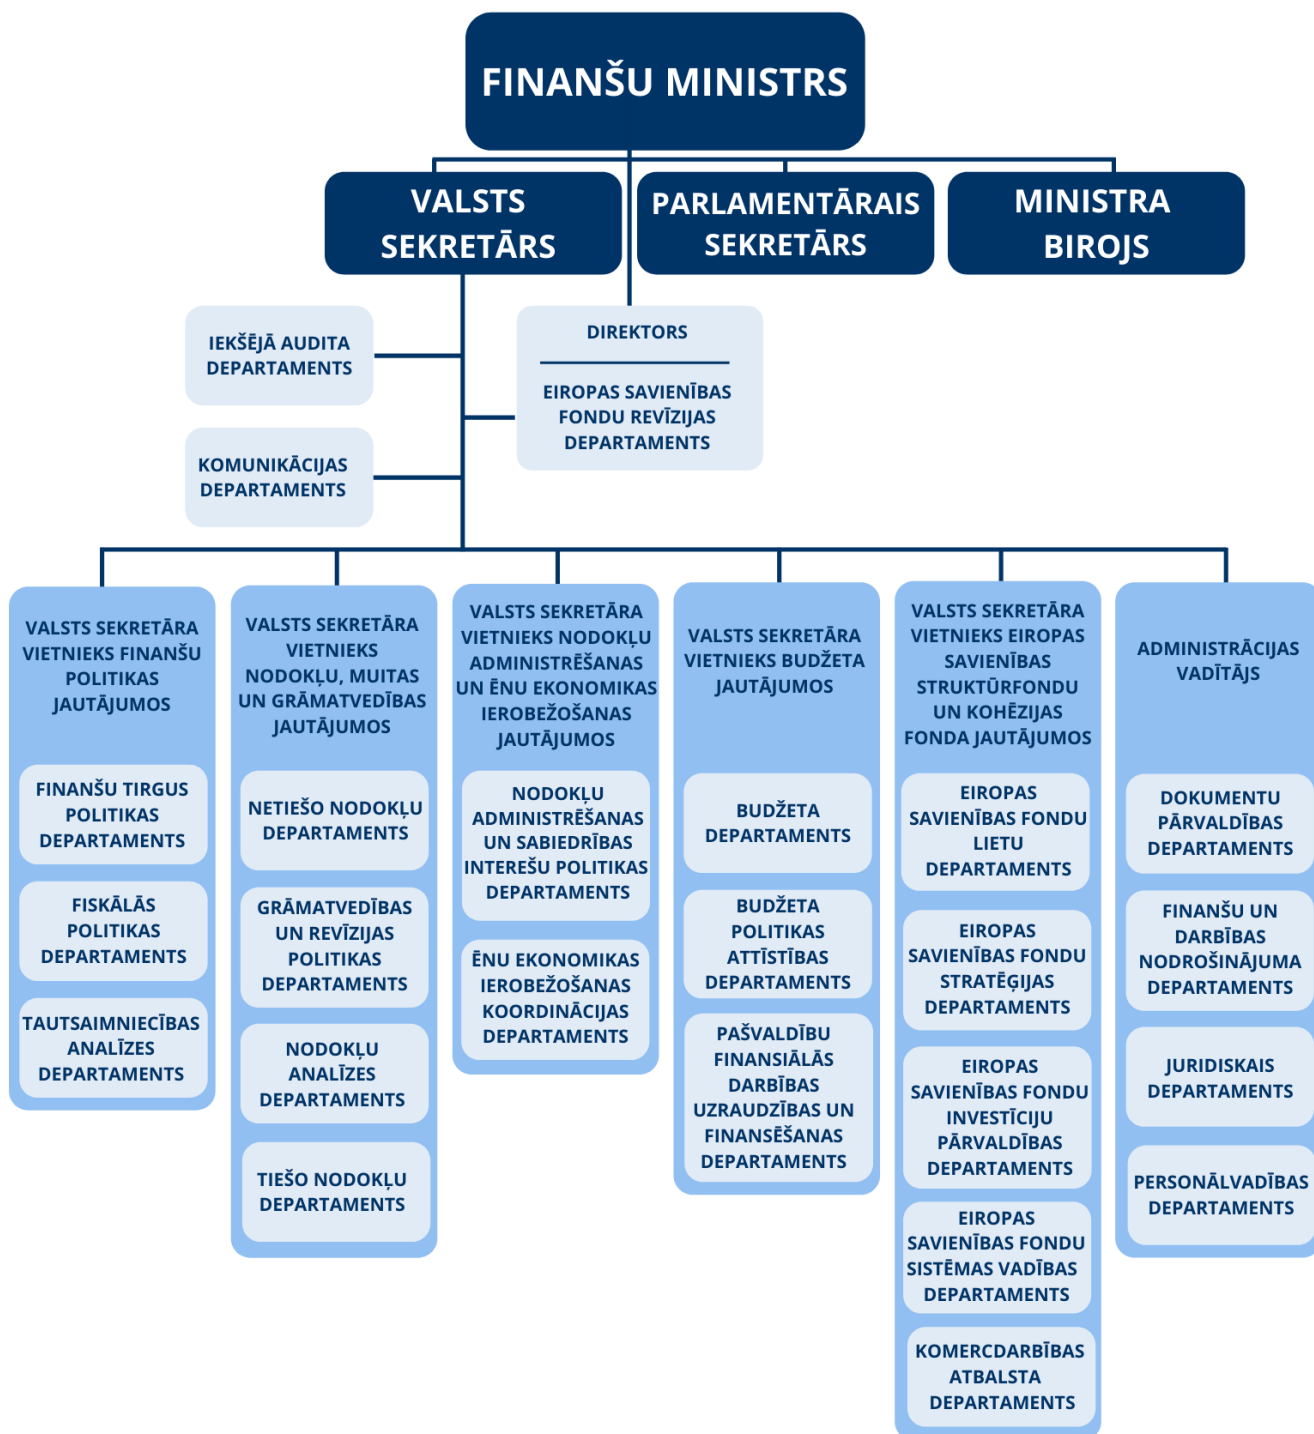 FINANŠU MINISTRS
VALSTS
SEKRETĀRS
PARLAMENTĀRAIS
SEKRETĀRS
MINISTRA
BIROJS
IEKŠĒJĀ AUDITA
DEPARTAMENTS
DIREKTORS
EIROPAS SAVIENĪBAS
FONDU REVĪZIJAS
DEPARTAMENTS
KOMUNIKĀCIJAS
DEPARTAMENTS
VALSTS SEKRETĀRA
VIETNIEKS FINANŠU
POLITIKAS
JAUTĀJUMOS
FINANŠU TIRGUS
POLITIKAS
DEPARTAMENTS
FISKĀLĀS
POLITIKAS
DEPARTAMENTS
TAUTSAIMNIECĪBAS
ANALĪZES
DEPARTAMENTS
VALSTS SEKRETĀRA
VIETNIEKS
NODOKĻU, MUITAS
UN GRĀMATVEDĪBAS
JAUTĀJUMOS
NETIEŠO NODOKĻU
DEPARTAMENTS
GRĀMATVEDĪBAS
UN REVĪZIJAS
POLITIKAS
DEPARTAMENTS
NODOKĻU
ANALĪZES
DEPARTAMENTS
TIEŠO NODOKĻU
DEPARTAMENTS
VALSTS SEKRETĀRA
VIETNIEKS NODOKĻU
ADMINISTRĒŠANAS
UN ĒNU EKONOMIKAS
IEROBEŽOŠANAS
JAUTĀJUMOS
NODOKĻU
ADMINISTRĒŠANAS
UN SABIEDRĪBAS
INTEREŠU POLITIKAS
DEPARTAMENTS
ĒNU EKONOMIKAS
IEROBEŽOŠANAS
KOORDINĀCIJAS
DEPARTAMENTS
VALSTS SEKRETĀRA
VIETNIEKS BUDŽETA
JAUTĀJUMOS
BUDŽETA
DEPARTAMENTS
BUDŽETA
POLITIKAS
ATTĪSTĪBAS
DEPARTAMENTS
PAŠVALDĪBU
FINANSIĀLĀS
DARBĪBAS
UZRAUDZĪBAS UN
FINANSĒŠANAS
DEPARTAMENTS
VALSTS SEKRETĀRA
VIETNIEKS EIROPAS
SAVIENĪBAS
STRUKTŪRFONDU
UN KOHĒZIJAS
FONDA JAUTĀJUMOS
EIROPAS
SAVIENĪBAS FONDU
LIETU
DEPARTAMENTS
EIROPAS
SAVIENĪBAS FONDU
STRATĒĢIJAS
DEPARTAMENTS
EIROPAS
SAVIENĪBAS FONDU
INVESTĪCIJU
PĀRVALDĪBAS
DEPARTAMENTS
EIROPAS
SAVIENĪBAS FONDU
SISTĒMAS VADĪBAS
DEPARTAMENTS
KOMERCDARBĪBAS
ATBALSTA
DEPARTAMENTS
ADMINISTRĀCIJAS
VADĪTĀJS
DOKUMENTU
PĀRVALDĪBAS
DEPARTAMENTS
FINANŠU UN
DARBĪBAS
NODROŠINĀJUMA
DEPARTAMENTS
JURIDISKAIS
DEPARTAMENTS
PERSONĀLVADĪBAS
DEPARTAMENTS